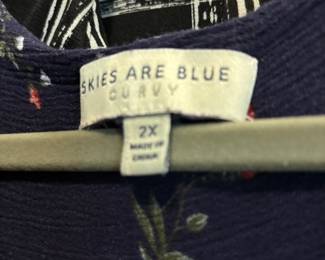 SKIES ARE BLUE
CURVY
2X
MADE IN
CHINA